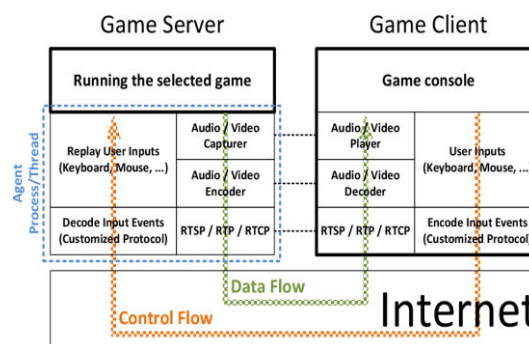 Game Server
Game Client
Running the selected game
Game console
Agent
Process/Thread
Replay User Inputs
(Keyboard, Mouse, ...)
Audio / Video
Capturer
Audio / Video
Encoder
Decode Input Events
(Customized Protocol)
RTSP / RTP / RTCP
Audio / Video
Player
Audio / Video
Decoder
RTSP / RTP / RTCP
User Inputs
(Keyboard, Mouse, ...)
Encode Input Events
(Customized Protocol)
Data Flow
Control Flow
Internet